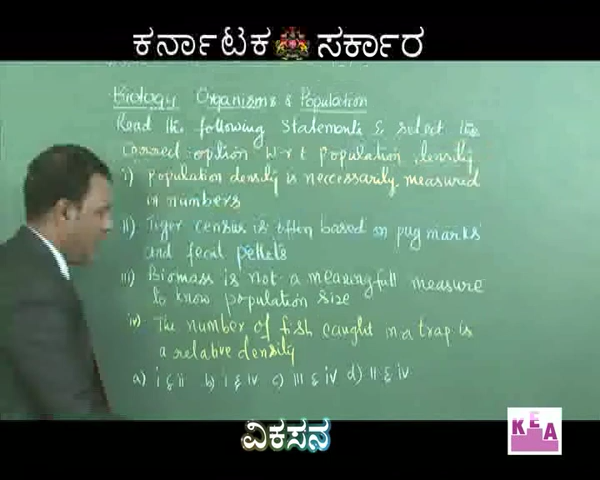 ಕರ್ನಾಟಕ ಸರ್ಕಾರ
Biology Organisms & Population
Read the following statements & select the
correct option w.r.t population density
i) population density is neccessarily measured
in numbers
ii) Tiger census is often based on pug marks
and fecal pellets
iii) Biomass is not a meaningfull measure
to know population size
iv) The number of fish caught in a trap is
a relative density
a) i & ii b) i & iv c) iii & iv d) ii & iv
ವಿಕಸನ
KEA